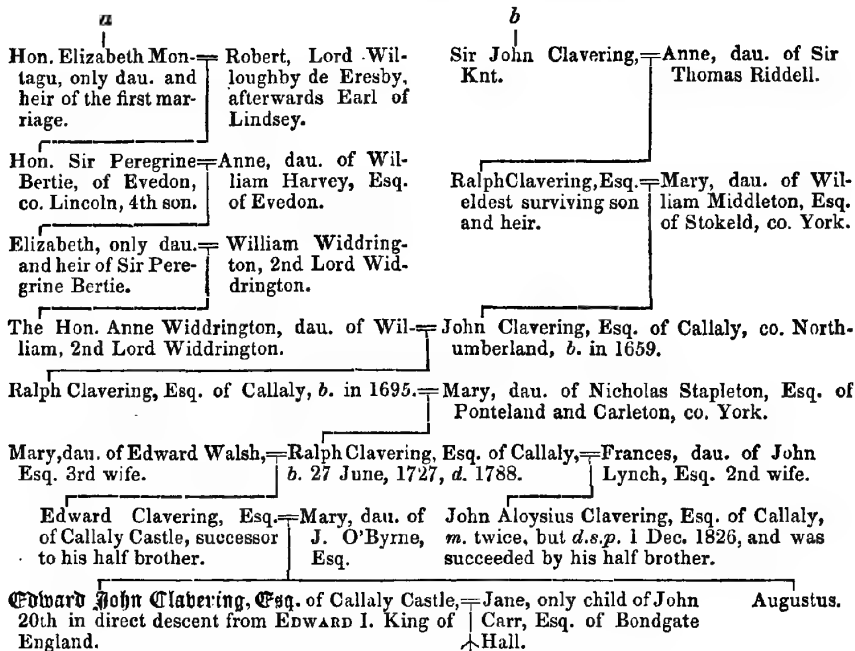 a
Hon. Elizabeth Mon-
tagu, only dau. and
heir of the first mar-
riage.
Robert, Lord Wil-
loughby de Eresby,
afterwards Earl of
Lindsey.
b
Sir John Clavering,
Knt.
Anne, dau. of Sir
Thomas Riddell.
Hon. Sir Peregrine
Bertie, of Evedon,
co. Lincoln, 4th son.
Anne, dau. of Wil-
liam Harvey, Esq.
of Evedon.
Ralph Clavering, Esq.
eldest surviving son
and heir.
Mary, dau. of Wil-
liam Middleton, Esq.
of Stokeld, co. York.
Elizabeth, only dau.
and heir of Sir Pere-
grine Bertie.
William Widdring-
ton, 2nd Lord Wid-
drington.
The Hon. Anne Widdrington, dau. of Wil-
liam, 2nd Lord Widdrington.
John Clavering, Esq. of Callaly, co. North-
umberland, b. in 1659.
Ralph Clavering, Esq. of Callaly, b. in 1695.
Mary, dau. of Nicholas Stapleton, Esq. of
Ponteland and Carleton, co. York.
Mary, dau. of Edward Walsh,
Esq. 3rd wife.
Ralph Clavering, Esq. of Callaly,
b. 27 June, 1727, d. 1788.
Frances, dau. of John
Lynch, Esq. 2nd wife.
Edward Clavering, Esq.
of Callaly Castle, successor
to his half brother.
Mary, dau. of
J. O'Byrne,
Esq.
John Aloysius Clavering, Esq. of Callaly,
m. twice, but d.s.p. 1 Dec. 1826, and was
succeeded by his half brother.
Edward John Clavering, Esq. of Callaly Castle,
20th in direct descent from EDWARD I. King of
England.
Jane, only child of John
Carr, Esq. of Bondgate
Hall.
Augustus.